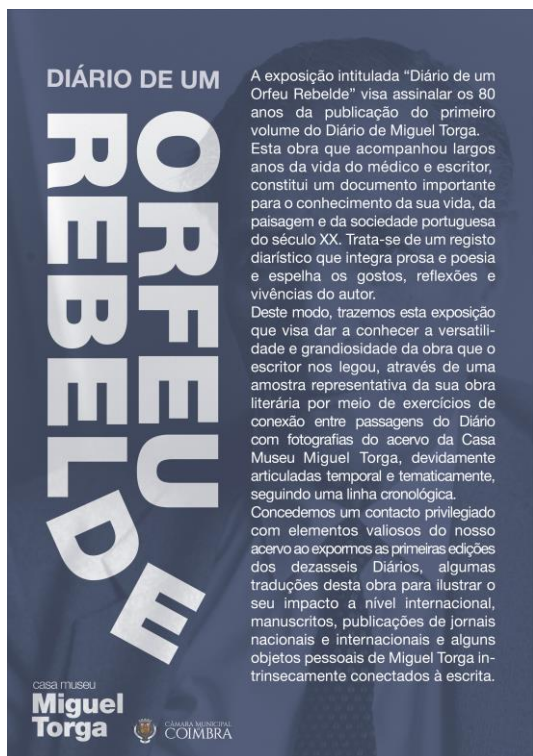 DIÁRIO DE UM
ORFEU
REBELDE
A exposição intitulada “Diário de um
Orfeu Rebelde” visa assinalar os 80
anos da publicação do primeiro
volume do Diário de Miguel Torga.
Esta obra que acompanhou largos
anos da vida do médico e escritor,
constitui um documento importante
para o conhecimento da sua vida, da
paisagem e da sociedade portuguesa
do século XX. Trata-se de um registo
diarístico que integra prosa e poesia
e espelha os gostos, reflexões e
vivências do autor.
Deste modo, trazemos esta exposição
que visa dar a conhecer a versatili-
dade e grandiosidade da obra que o
escritor nos legou, através de uma
amostra representativa da sua obra
literária por meio de exercícios de
conexão entre passagens do Diário
com fotografias do acervo da Casa
Museu Miguel Torga, devidamente
articuladas temporal e tematicamente,
seguindo uma linha cronológica.
Concedemos um contacto privilegiado
com elementos valiosos do nosso
acervo ao expormos as primeiras edições
dos dezasseis Diários, algumas
traduções desta obra para ilustrar o
seu impacto a nível internacional,
manuscritos, publicações de jornais
nacionais e internacionais e alguns
objetos pessoais de Miguel Torga in-
trinsecamente conectados à escrita.
casa museu
Miguel
Torga
CÂMARA MUNICIPAL
COIMBRA